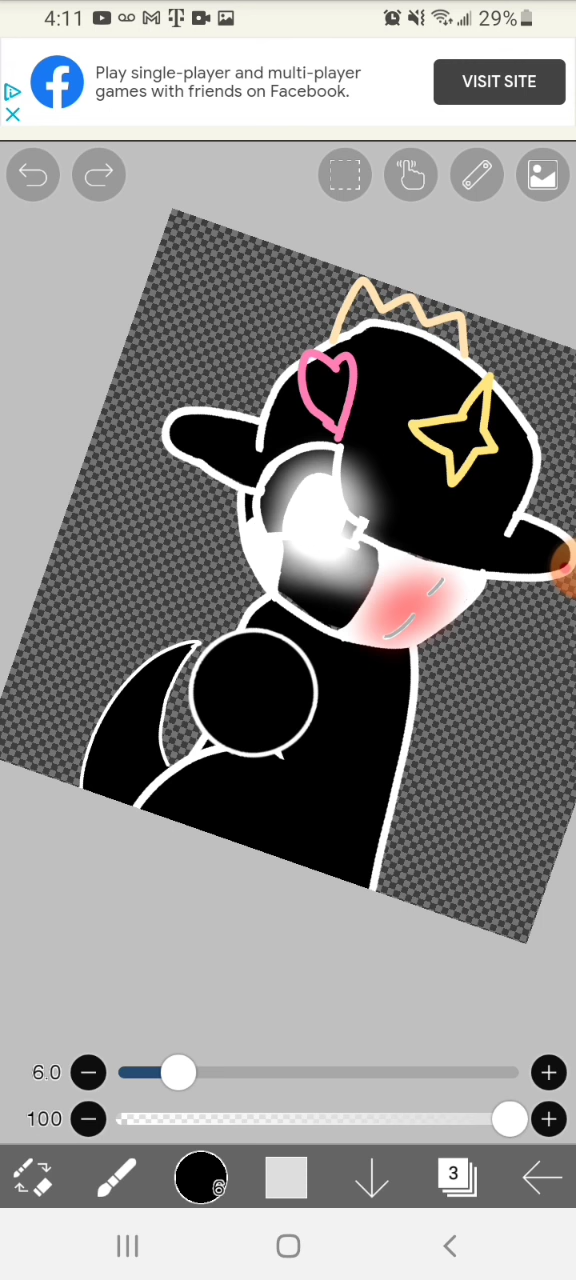 4:11
29%
Play single-player and multi-player
games with friends on Facebook.
VISIT SITE
6.0
100
6
3